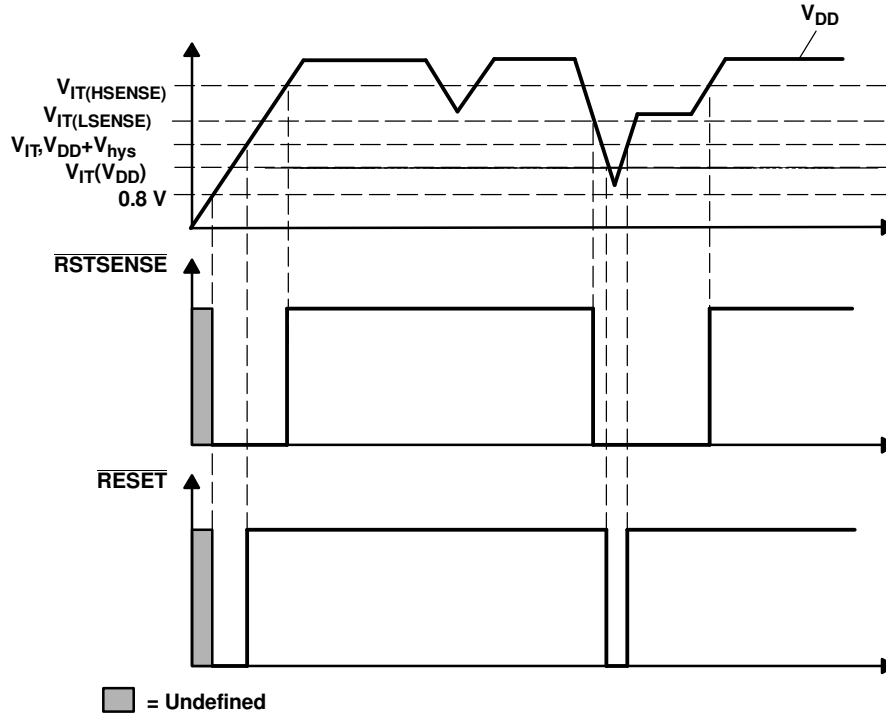 V_DD
V_IT(HSENSE)
V_IT(LSENSE)
V_IT,V_DD+V_hys
V_IT(V_DD)
0.8 V
RSTSENSE
RESET
= Undefined